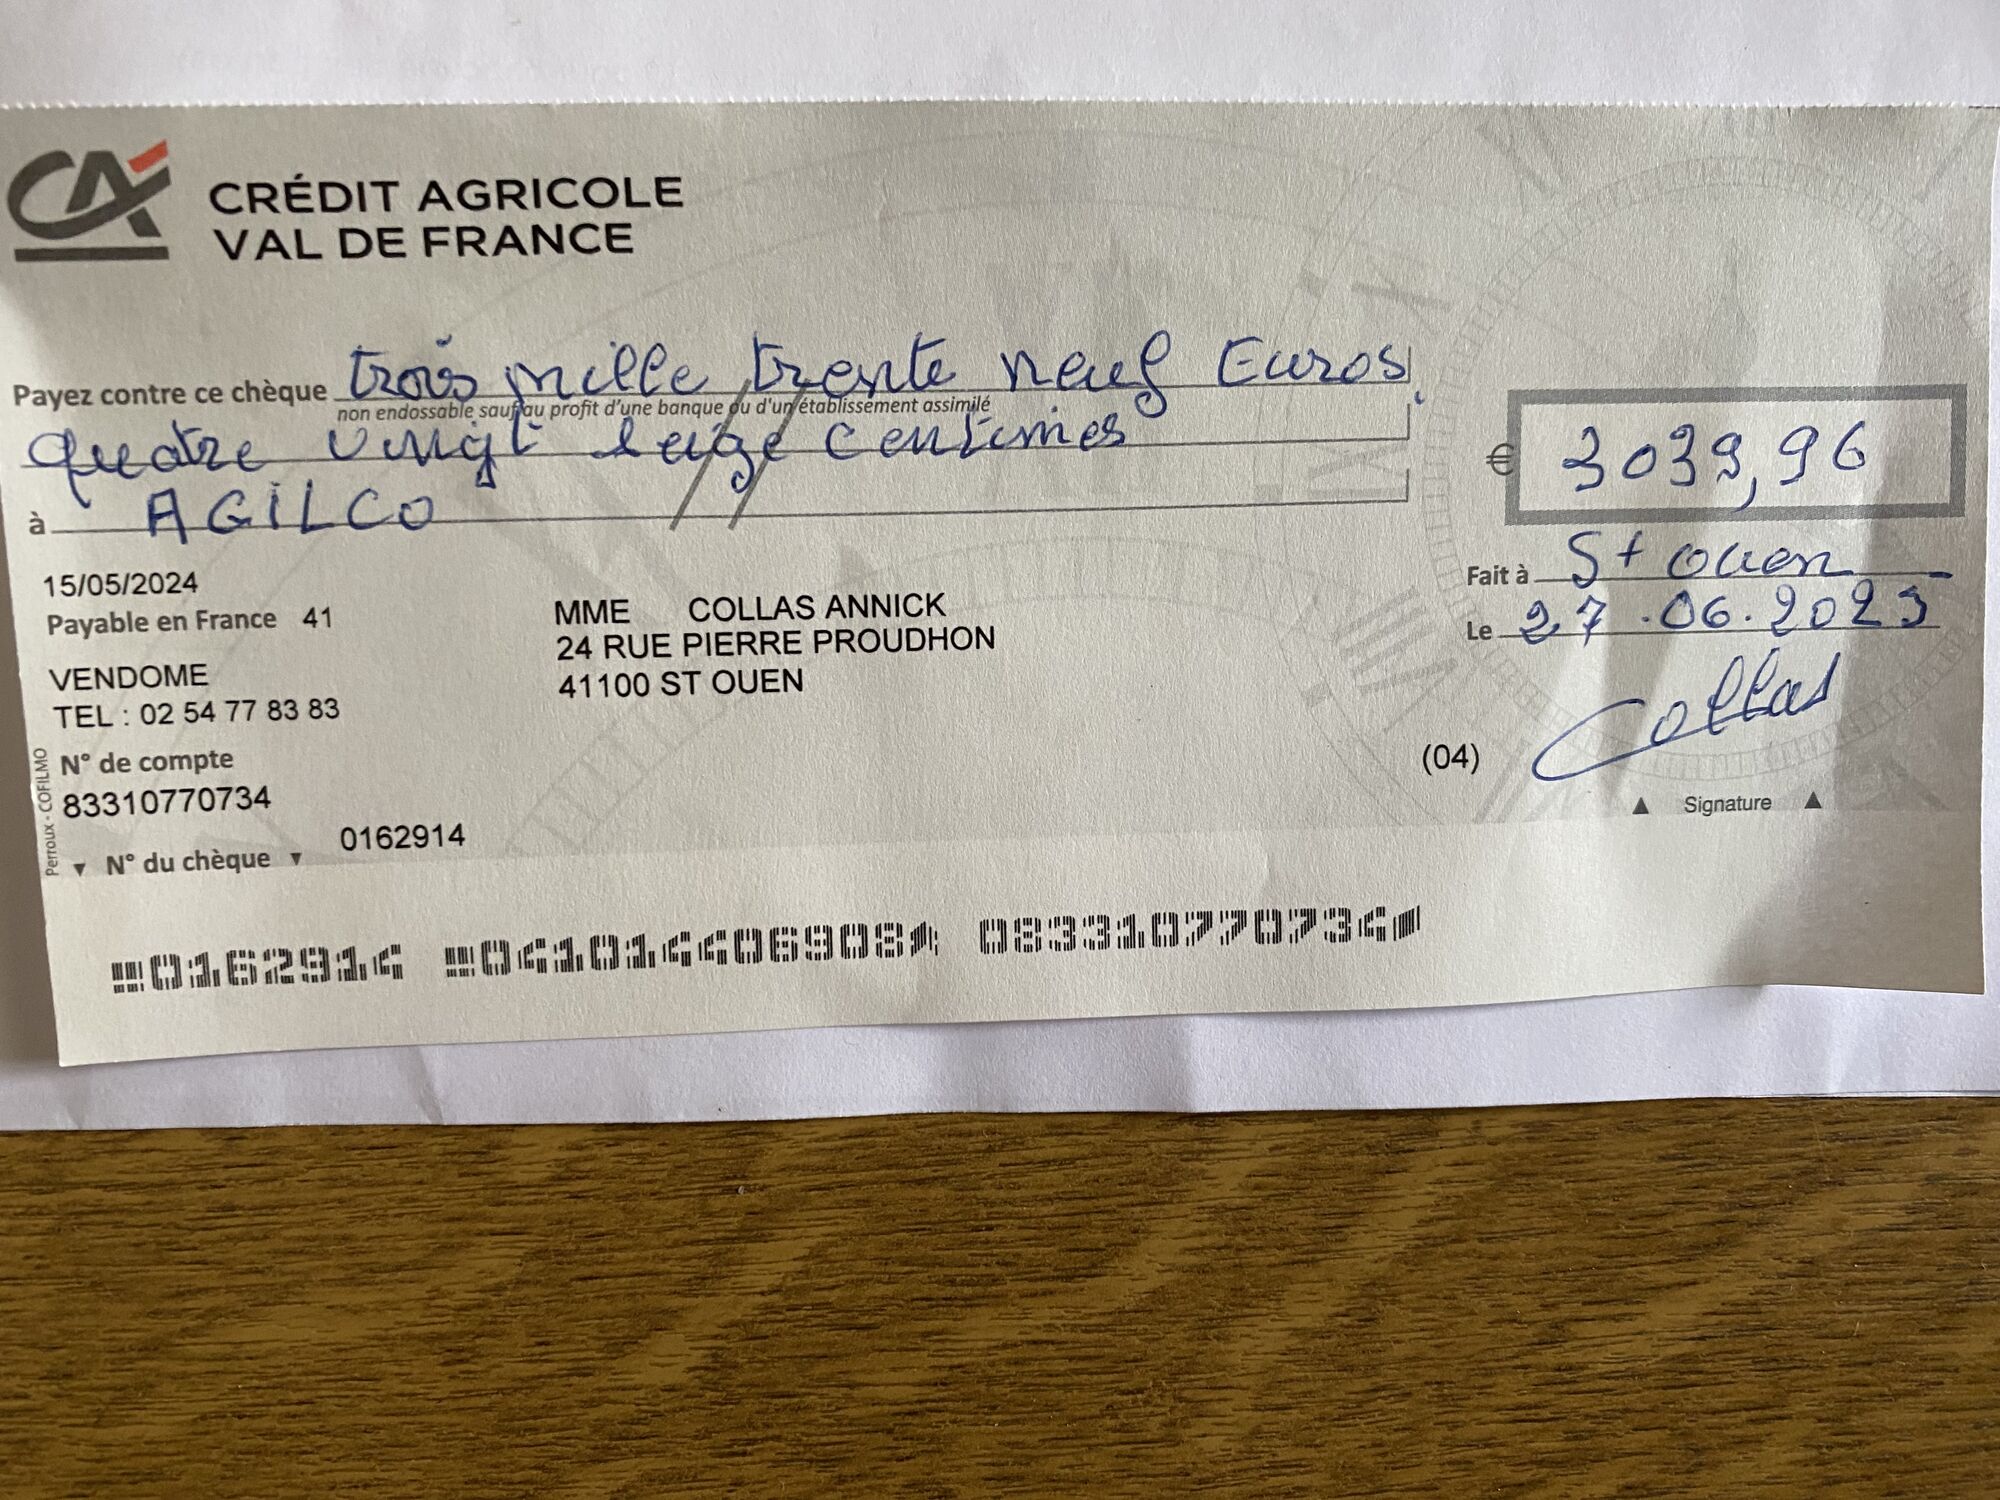 CA
CRÉDIT AGRICOLE
VAL DE FRANCE
Payez contre ce chèque trois mille trente neuf Euros,
non endossable sauf au profit d'une banque ou d'un établissement assimilé
quatre vingt seize centimes
€ 3039,96
à AGILCO
Fait à St Ouen
Le 27.06.2023
15/05/2024
Payable en France 41
VENDOME
TEL : 02 54 77 83 83
MME COLLAS ANNICK
24 RUE PIERRE PROUDHON
41100 ST OUEN
Collas
(04)
Signature
N° de compte
83310770734
N° du chèque 0162914
Perroux - COFILMO
0162914 041014406908 083310770734